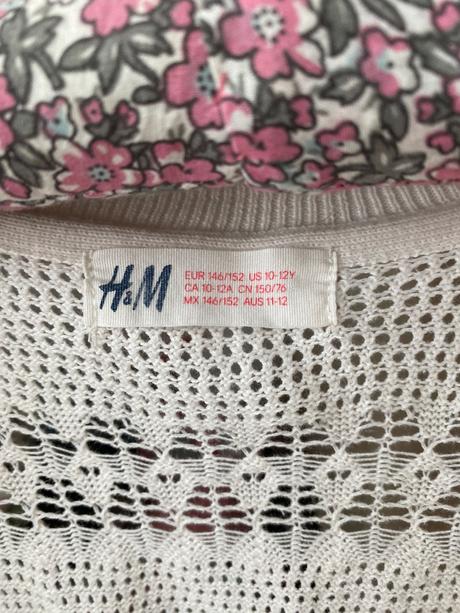 H&M
EUR 146/152 US 10-12Y
CA 10-12A CN 150/76
MX 146/152 AUS 11-12